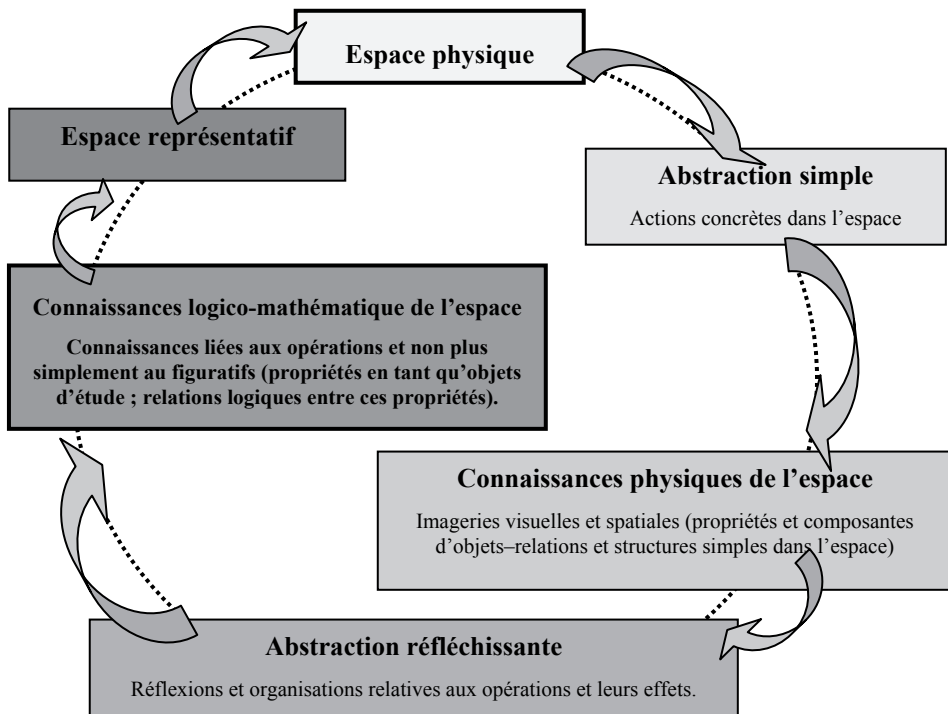 Espace physique
Espace représentatif
Abstraction simple
Actions concrètes dans l’espace
Connaissances logico-mathématique de l’espace
Connaissances liées aux opérations et non plus
simplement au figuratifs (propriétés en tant qu’objets
d’étude ; relations logiques entre ces propriétés).
Connaissances physiques de l’espace
Imageries visuelles et spatiales (propriétés et composantes
d’objets–relations et structures simples dans l’espace)
Abstraction réfléchissante
Réflexions et organisations relatives aux opérations et leurs effets.